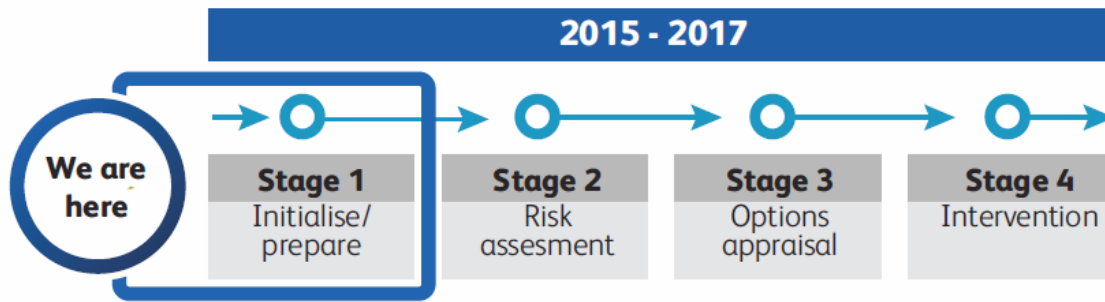 2015 - 2017
We are
here
Stage 1
Initialise/
prepare
Stage 2
Risk
assesment
Stage 3
Options
appraisal
Stage 4
Intervention